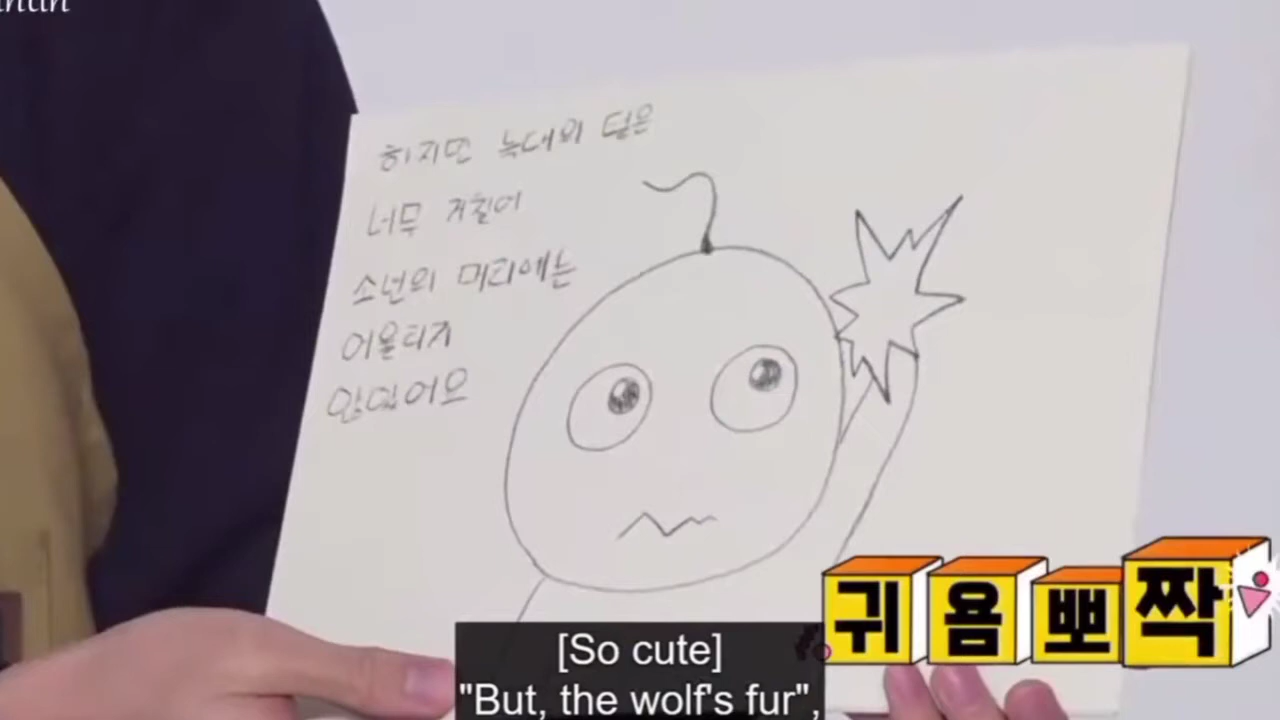 하지만 늑대의 털은
너무 거칠어
소년의 머리에는
어울리지
않았어요
귀욤뽀짝
[So cute]
"But, the wolf's fur",